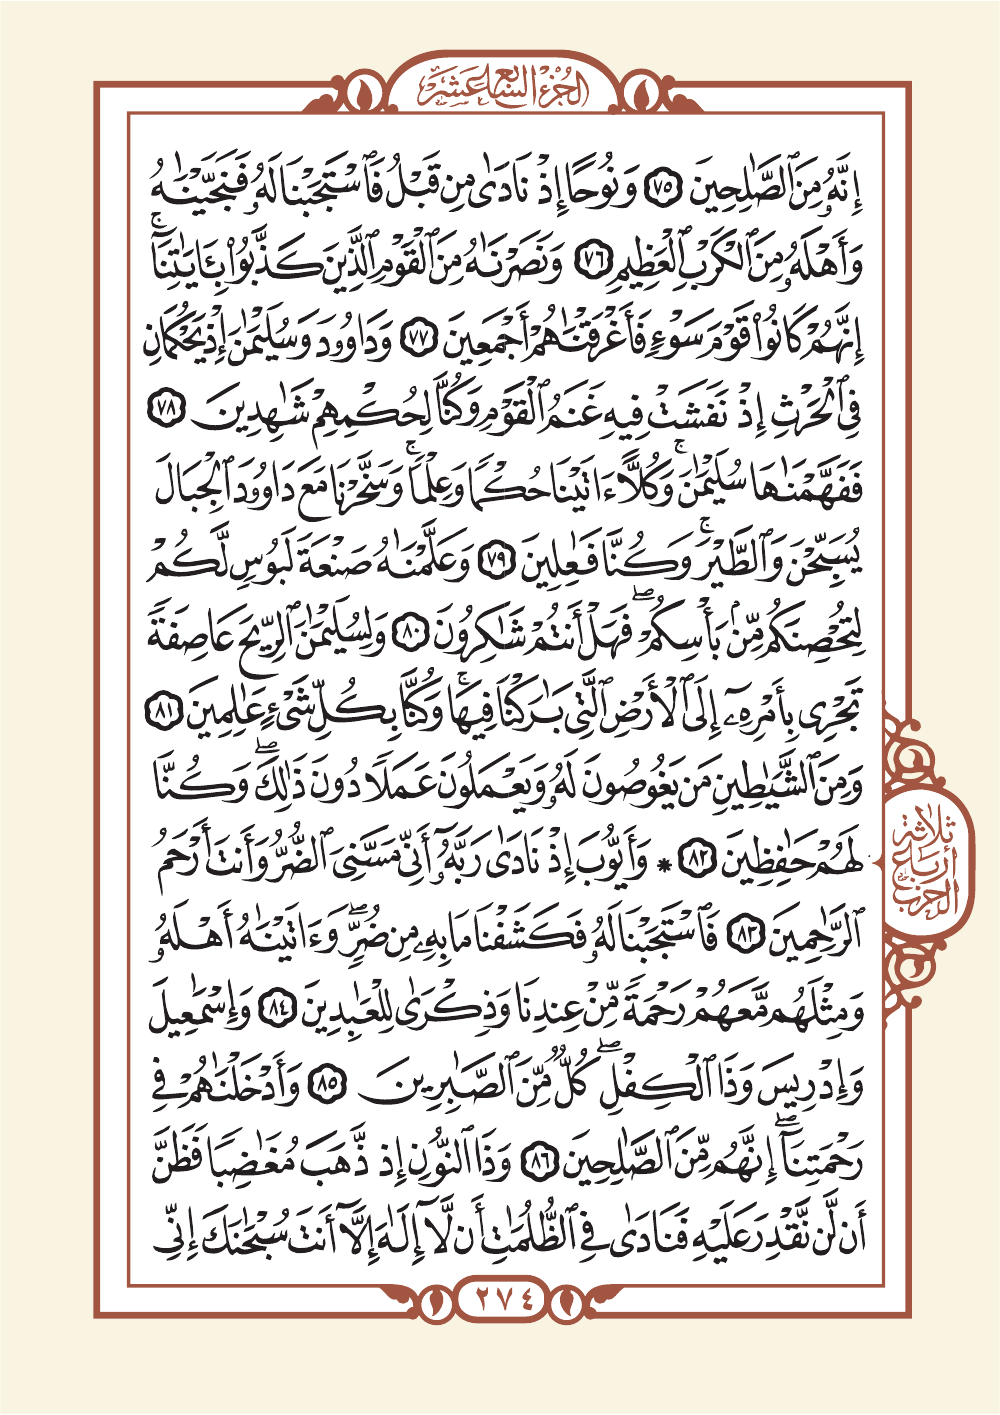 الجزء السابع عشر
إِنَّهُۥ مِنَ ٱلصَّٰلِحِينَ ٧٥ وَنُوحًا إِذۡ نَادَىٰ مِن قَبۡلُ فَٱسۡتَجَبۡنَا لَهُۥ فَنَجَّيۡنَٰهُ
وَأَهۡلَهُۥ مِنَ ٱلۡكَرۡبِ ٱلۡعَظِيمِ ٧٦ وَنَصَرۡنَٰهُ مِنَ ٱلۡقَوۡمِ ٱلَّذِينَ كَذَّبُواْ بِـَٔايَٰتِنَآۚ
إِنَّهُمۡ كَانُواْ قَوۡمَ سَوۡءٖ فَأَغۡرَقۡنَٰهُمۡ أَجۡمَعِينَ ٧٧ وَدَاوُۥدَ وَسُلَيۡمَٰنَ إِذۡ يَحۡكُمَانِ
فِي ٱلۡحَرۡثِ إِذۡ نَفَشَتۡ فِيهِ غَنَمُ ٱلۡقَوۡمِ وَكُنَّا لِحُكۡمِهِمۡ شَٰهِدِينَ ٧٨
فَفَهَّمۡنَٰهَا سُلَيۡمَٰنَۚ وَكُلًّا ءَاتَيۡنَا حُكۡمٗا وَعِلۡمٗاۚ وَسَخَّرۡنَا مَعَ دَاوُۥدَ ٱلۡجِبَالَ
يُسَبِّحۡنَ وَٱلطَّيۡرَۚ وَكُنَّا فَٰعِلِينَ ٧٩ وَعَلَّمۡنَٰهُ صَنۡعَةَ لَبُوسٖ لَّكُمۡ
لِتُحۡصِنَكُم مِّنۢ بَأۡسِكُمۡۖ فَهَلۡ أَنتُمۡ شَٰكِرُونَ ٨٠ وَلِسُلَيۡمَٰنَ ٱلرِّيحَ عَاصِفَةٗ
تَجۡرِي بِأَمۡرِهِۦٓ إِلَى ٱلۡأَرۡضِ ٱلَّتِي بَٰرَكۡنَا فِيهَاۚ وَكُنَّا بِكُلِّ شَيۡءٍ عَٰلِمِينَ ٨١
وَمِنَ ٱلشَّيَٰطِينِ مَن يَغُوصُونَ لَهُۥ وَيَعۡمَلُونَ عَمَلٗا دُونَ ذَٰلِكَۖ وَكُنَّا
لَهُمۡ حَٰفِظِينَ ٨٢ * وَأَيُّوبَ إِذۡ نَادَىٰ رَبَّهُۥٓ أَنِّي مَسَّنِيَ ٱلضُّرُّ وَأَنتَ أَرۡحَمُ
ٱلرَّٰحِمِينَ ٨٣ فَٱسۡتَجَبۡنَا لَهُۥ فَكَشَفۡنَا مَا بِهِۦ مِن ضُرّٖۖ وَءَاتَيۡنَٰهُ أَهۡلَهُۥ
وَمِثۡلَهُم مَّعَهُمۡ رَحۡمَةٗ مِّنۡ عِندِنَا وَذِكۡرَىٰ لِلۡعَٰبِدِينَ ٨٤ وَإِسۡمَٰعِيلَ
وَإِدۡرِيسَ وَذَا ٱلۡكِفۡلِۖ كُلّٞ مِّنَ ٱلصَّٰبِرِينَ ٨٥ وَأَدۡخَلۡنَٰهُمۡ فِي
رَحۡمَتِنَآۖ إِنَّهُم مِّنَ ٱلصَّٰلِحِينَ ٨٦ وَذَا ٱلنُّونِ إِذ ذَّهَبَ مُغَٰضِبٗا فَظَنَّ
أَن لَّن نَّقۡدِرَ عَلَيۡهِ فَنَادَىٰ فِي ٱلظُّلُمَٰتِ أَن لَّآ إِلَٰهَ إِلَّآ أَنتَ سُبۡحَٰنَكَ إِنِّي
ثلاثة
أرباع
الحزب
٢٧٤